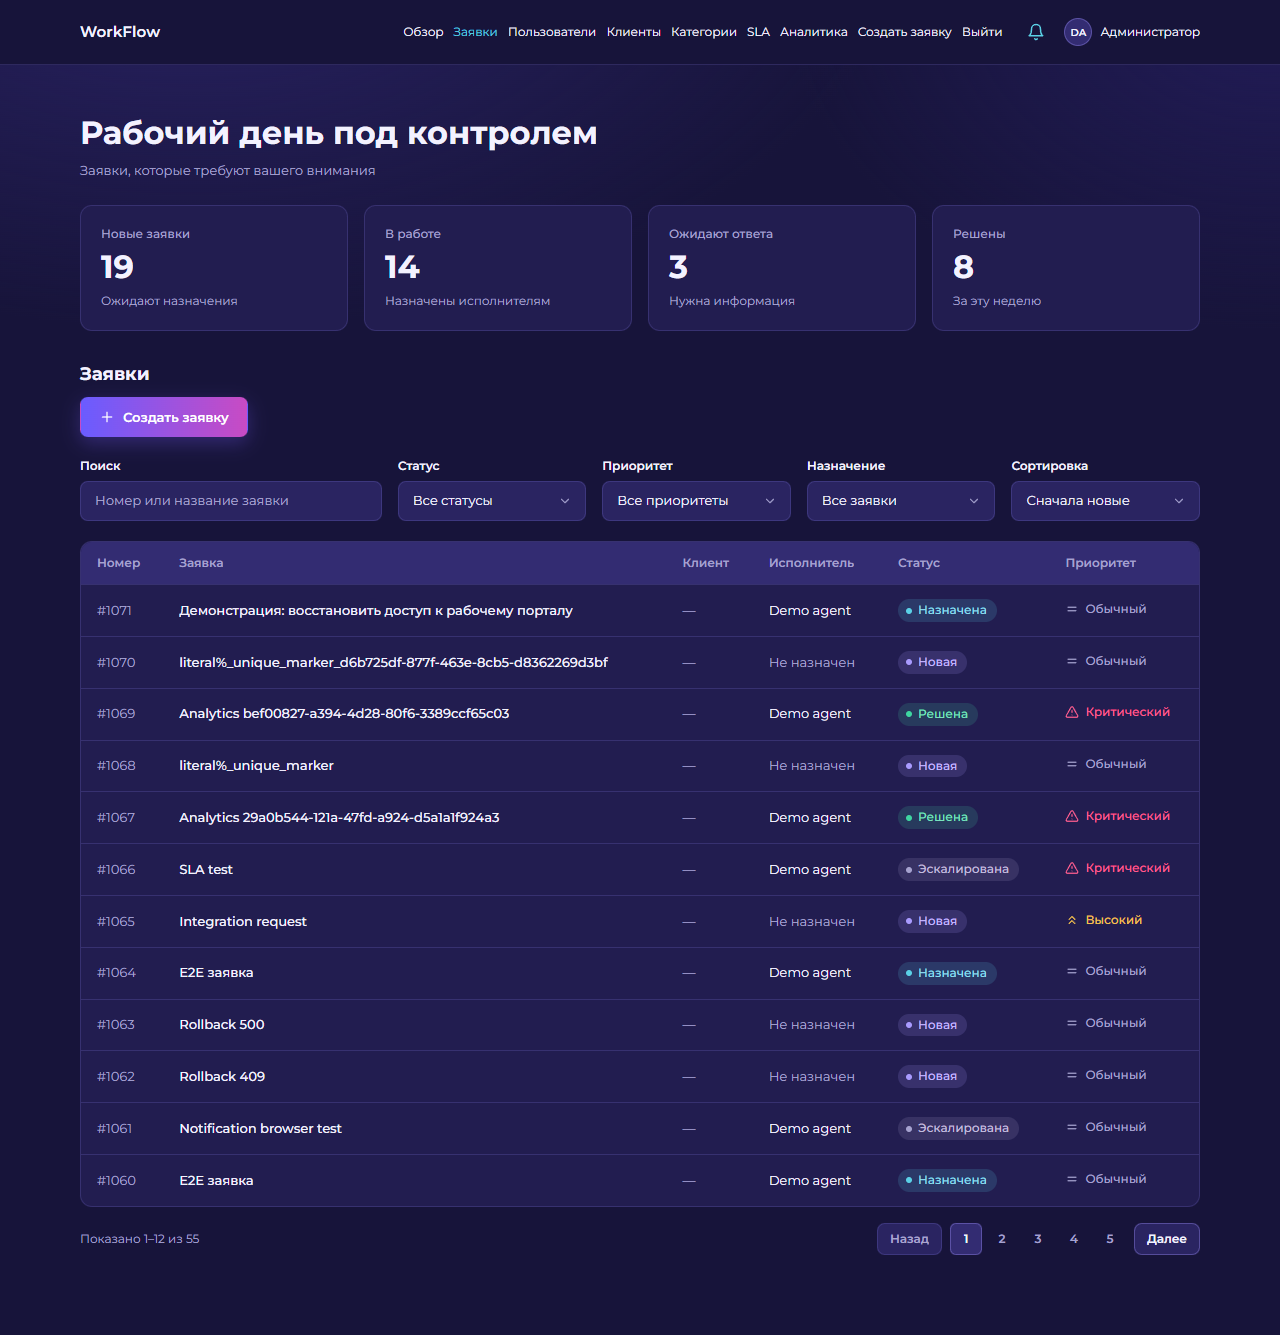 WorkFlow
Обзор Заявки Пользователи Клиенты Категории SLA Аналитика Создать заявку Выйти DA Администратор
Рабочий день под контролем
Заявки, которые требуют вашего внимания
Новые заявки
19
Ожидают назначения
В работе
14
Назначены исполнителям
Ожидают ответа
3
Нужна информация
Решены
8
За эту неделю
Заявки
Создать заявку
Поиск Статус Приоритет Назначение Сортировка
Номер или название заявки Все статусы Все приоритеты Все заявки Сначала новые
Номер Заявка Клиент Исполнитель Статус Приоритет
#1071 Демонстрация: восстановить доступ к рабочему порталу — Demo agent Назначена Обычный
#1070 literal%_unique_marker_d6b725df-877f-463e-8cb5-d8362269d3bf — Не назначен Новая Обычный
#1069 Analytics bef00827-a394-4d28-80f6-3389ccf65c03 — Demo agent Решена Критический
#1068 literal%_unique_marker — Не назначен Новая Обычный
#1067 Analytics 29a0b544-121a-47fd-a924-d5a1a1f924a3 — Demo agent Решена Критический
#1066 SLA test — Demo agent Эскалирована Критический
#1065 Integration request — Не назначен Новая Высокий
#1064 E2E заявка — Demo agent Назначена Обычный
#1063 Rollback 500 — Не назначен Новая Обычный
#1062 Rollback 409 — Не назначен Новая Обычный
#1061 Notification browser test — Demo agent Эскалирована Обычный
#1060 E2E заявка — Demo agent Назначена Обычный
Показано 1–12 из 55 Назад 1 2 3 4 5 Далее